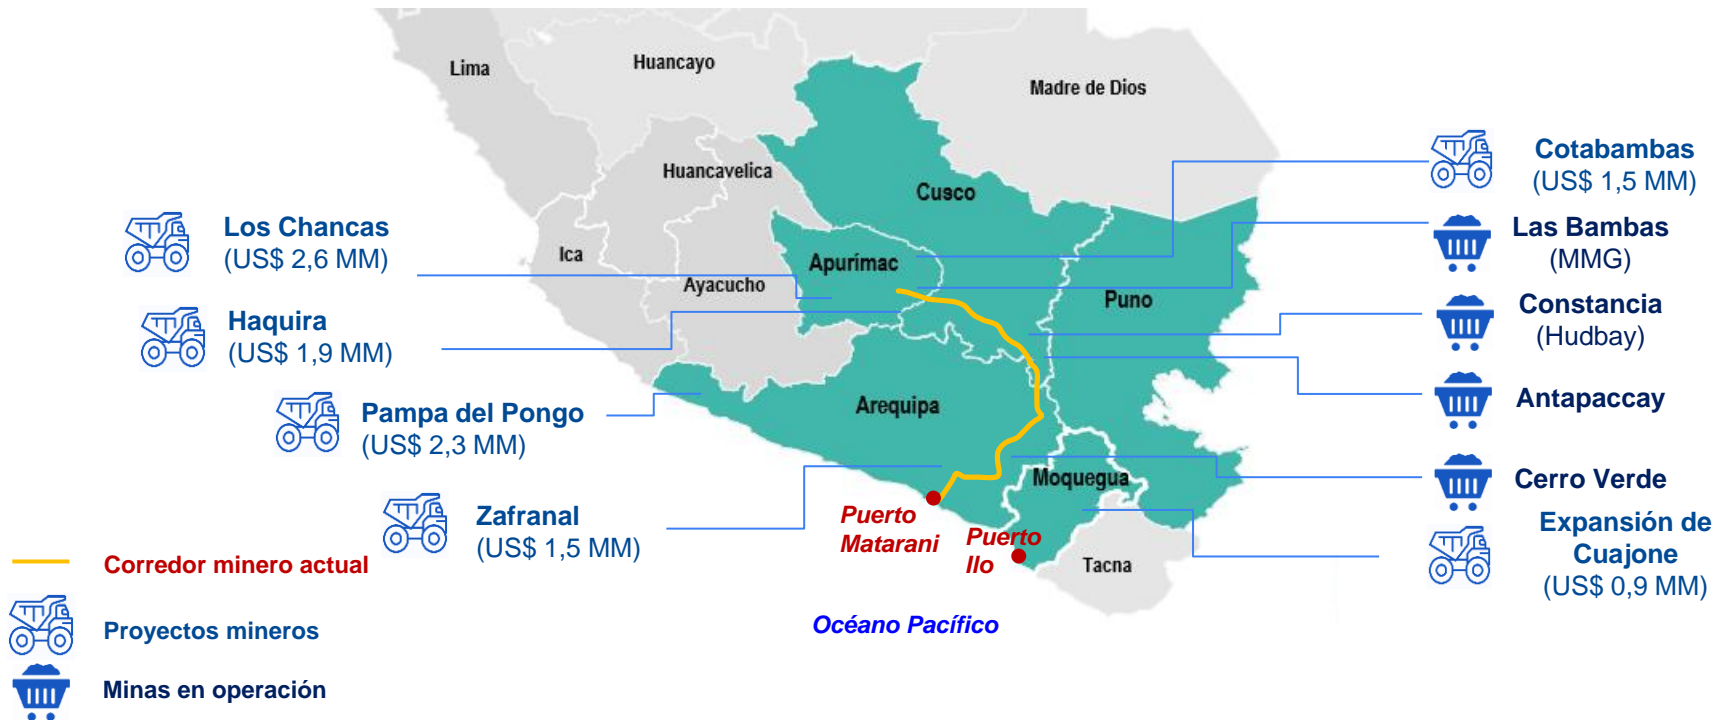 Lima
Huancayo
Madre de Dios
Huancavelica
Cusco
Ica
Apurímac
Ayacucho
Puno
Arequipa
Moquegua
Tacna
Los Chancas
(US$ 2,6 MM)
Haquira
(US$ 1,9 MM)
Pampa del Pongo
(US$ 2,3 MM)
Zafranal
(US$ 1,5 MM)
Cotabambas
(US$ 1,5 MM)
Las Bambas
(MMG)
Constancia
(Hudbay)
Antapaccay
Cerro Verde
Expansión de
Cuajone
(US$ 0,9 MM)
Puerto
Matarani
Puerto
Ilo
Océano Pacífico
Corredor minero actual
Proyectos mineros
Minas en operación